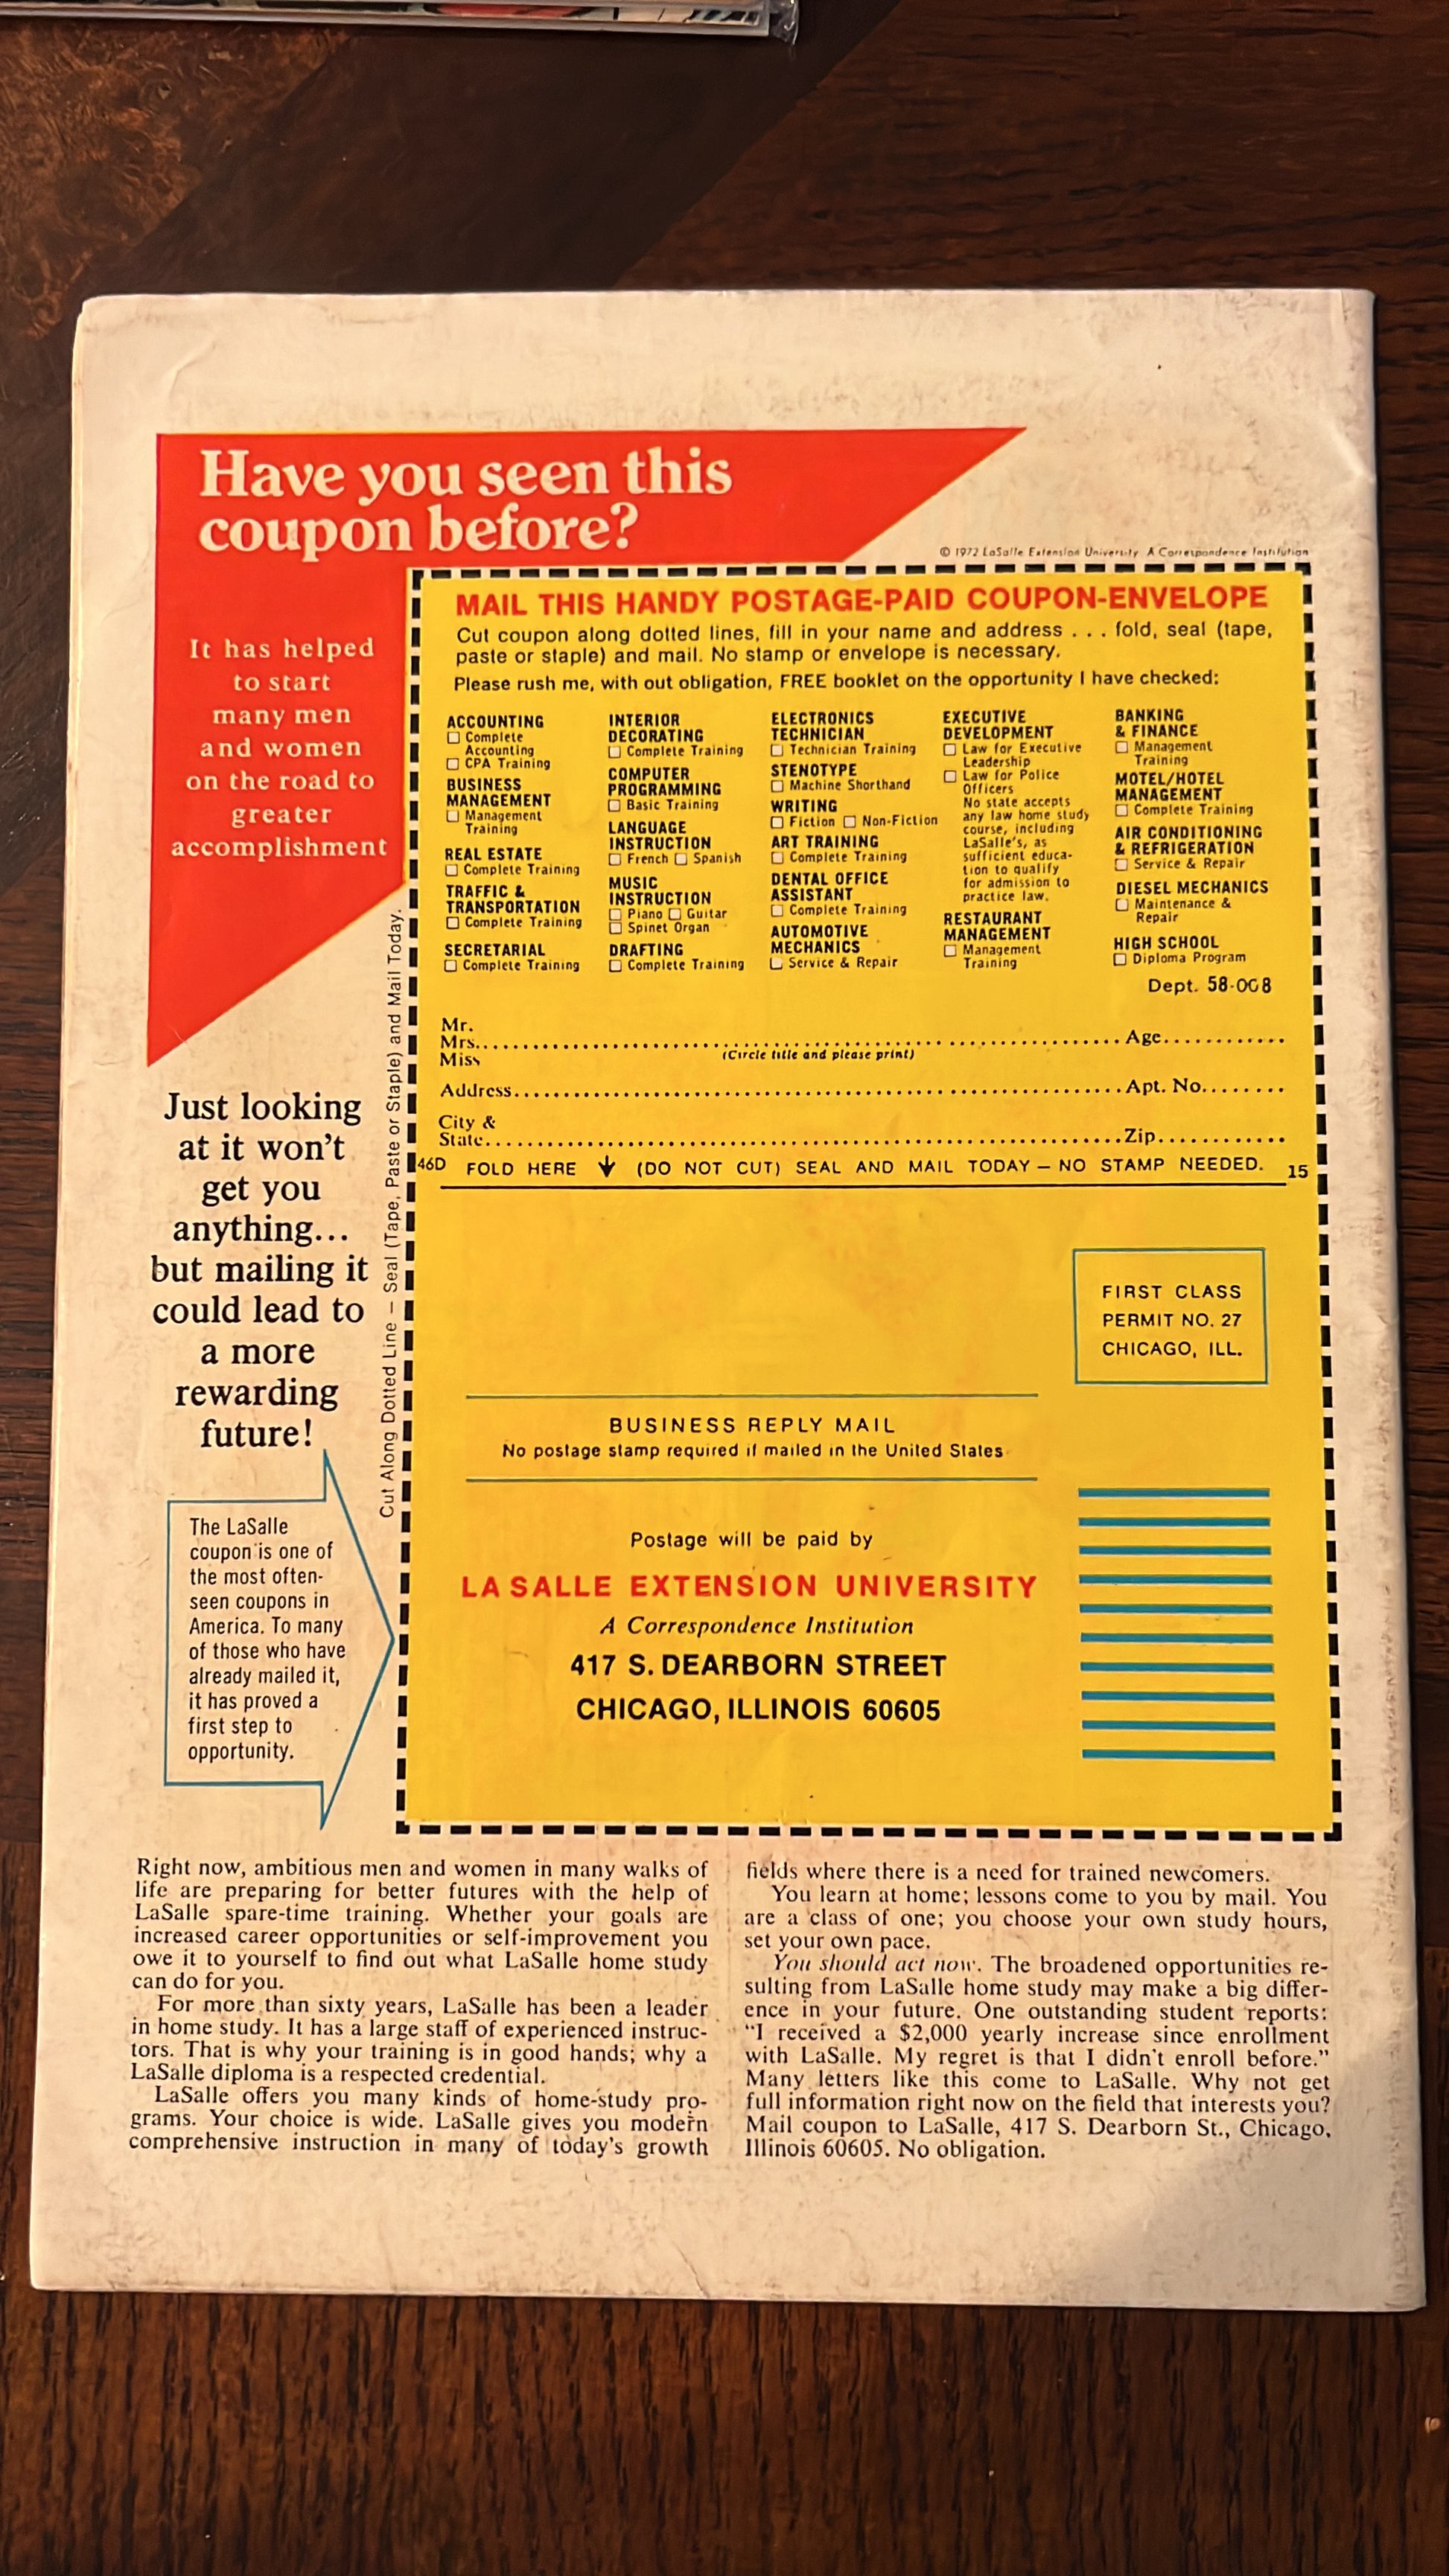 Have you seen this
coupon before?
It has helped
to start
many men
and women
on the road to
greater
accomplishment
© 1972 LaSalle Extension University A Correspondence Institution
MAIL THIS HANDY POSTAGE-PAID COUPON-ENVELOPE
Cut coupon along dotted lines, fill in your name and address . . . fold, seal (tape,
paste or staple) and mail. No stamp or envelope is necessary.
Please rush me, with out obligation, FREE booklet on the opportunity I have checked:
ACCOUNTING
☐ Complete
Accounting
☐ CPA Training
BUSINESS
MANAGEMENT
☐ Management
Training
REAL ESTATE
☐ Complete Training
TRAFFIC &
TRANSPORTATION
☐ Complete Training
SECRETARIAL
☐ Complete Training
INTERIOR
DECORATING
☐ Complete Training
COMPUTER
PROGRAMMING
☐ Basic Training
LANGUAGE
INSTRUCTION
☐ French ☐ Spanish
MUSIC
INSTRUCTION
☐ Piano ☐ Guitar
☐ Spinet Organ
DRAFTING
☐ Complete Training
ELECTRONICS
TECHNICIAN
☐ Technician Training
STENOTYPE
☐ Machine Shorthand
WRITING
☐ Fiction ☐ Non-Fiction
ART TRAINING
☐ Complete Training
DENTAL OFFICE
ASSISTANT
☐ Complete Training
AUTOMOTIVE
MECHANICS
☐ Service & Repair
EXECUTIVE
DEVELOPMENT
☐ Law for Executive
Leadership
☐ Law for Police
Officers
No state accepts
any law home study
course, including
LaSalle's, as
sufficient educa-
tion to qualify
for admission to
practice law.
RESTAURANT
MANAGEMENT
☐ Management
Training
BANKING
& FINANCE
☐ Management
Training
MOTEL/HOTEL
MANAGEMENT
☐ Complete Training
AIR CONDITIONING
& REFRIGERATION
☐ Service & Repair
DIESEL MECHANICS
☐ Maintenance &
Repair
HIGH SCHOOL
☐ Diploma Program
Dept. 58-008
Mr.
Mrs. Age
Miss (Circle title and please print)
Address Apt. No.
City &
State Zip
46D FOLD HERE ↓ (DO NOT CUT) SEAL AND MAIL TODAY — NO STAMP NEEDED. 15
Cut Along Dotted Line — Seal (Tape, Paste or Staple) and Mail Today.
Just looking
at it won't
get you
anything...
but mailing it
could lead to
a more
rewarding
future!
The LaSalle
coupon is one of
the most often-
seen coupons in
America. To many
of those who have
already mailed it,
it has proved a
first step to
opportunity.
FIRST CLASS
PERMIT NO. 27
CHICAGO, ILL.
BUSINESS REPLY MAIL
No postage stamp required if mailed in the United States
Postage will be paid by
LA SALLE EXTENSION UNIVERSITY
A Correspondence Institution
417 S. DEARBORN STREET
CHICAGO, ILLINOIS 60605
Right now, ambitious men and women in many walks of
life are preparing for better futures with the help of
LaSalle spare-time training. Whether your goals are
increased career opportunities or self-improvement you
owe it to yourself to find out what LaSalle home study
can do for you.
For more than sixty years, LaSalle has been a leader
in home study. It has a large staff of experienced instruc-
tors. That is why your training is in good hands; why a
LaSalle diploma is a respected credential.
LaSalle offers you many kinds of home-study pro-
grams. Your choice is wide. LaSalle gives you modern
comprehensive instruction in many of today's growth
fields where there is a need for trained newcomers.
You learn at home; lessons come to you by mail. You
are a class of one; you choose your own study hours,
set your own pace.
You should act now. The broadened opportunities re-
sulting from LaSalle home study may make a big differ-
ence in your future. One outstanding student reports:
"I received a $2,000 yearly increase since enrollment
with LaSalle. My regret is that I didn't enroll before."
Many letters like this come to LaSalle. Why not get
full information right now on the field that interests you?
Mail coupon to LaSalle, 417 S. Dearborn St., Chicago,
Illinois 60605. No obligation.